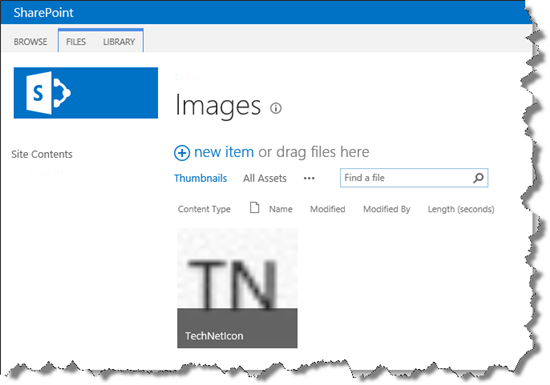 SharePoint
BROWSE FILES LIBRARY
S
Images
Site Contents
new item or drag files here
Thumbnails All Assets ••• Find a file
Content Type Name Modified Modified By Length (seconds)
TN
TechNetIcon